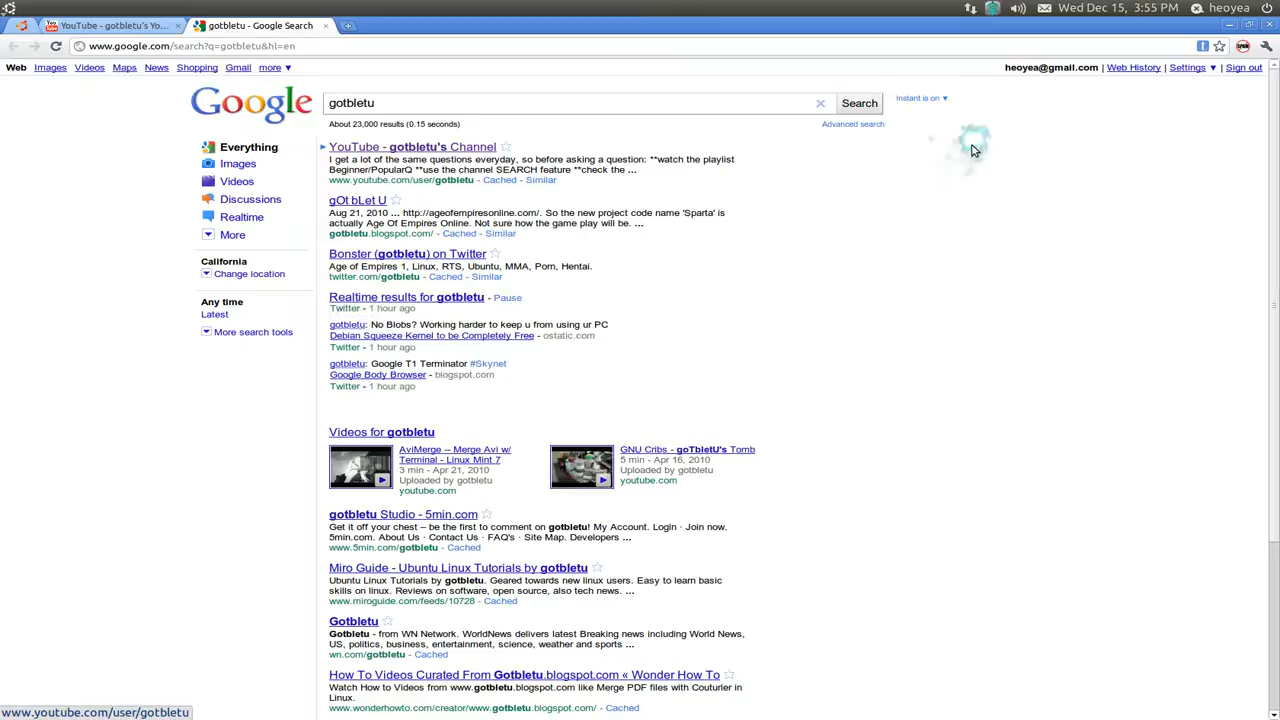 Wed Dec 15, 3:55 PM heoyea
YouTube - gotbletu's Yo...
gotbletu - Google Search
www.google.com/search?q=gotbletu&hl=en
Web Images Videos Maps News Shopping Gmail more ▼
heoyea@gmail.com | Web History | Settings ▼ | Sign out
Google
gotbletu
Search
Instant is on ▼
About 23,000 results (0.15 seconds)
Advanced search
Everything
Images
Videos
Discussions
Realtime
More
California
Change location
Any time
Latest
More search tools
YouTube - gotbletu's Channel
I get a lot of the same questions everyday, so before asking a question: **watch the playlist
Beginner/PopularQ **use the channel SEARCH feature **check the ...
www.youtube.com/user/gotbletu - Cached - Similar
gOt bLet U
Aug 21, 2010 ... http://ageofempiresonline.com/. So the new project code name 'Sparta' is
actually Age Of Empires Online. Not sure how the game play will be. ...
gotbletu.blogspot.com/ - Cached - Similar
Bonster (gotbletu) on Twitter
Age of Empires 1, Linux, RTS, Ubuntu, MMA, Porn, Hentai.
twitter.com/gotbletu - Cached - Similar
Realtime results for gotbletu - Pause
Twitter - 1 hour ago
gotbletu: No Blobs? Working harder to keep u from using ur PC
Debian Squeeze Kernel to be Completely Free - ostatic.com
Twitter - 1 hour ago
gotbletu: Google T1 Terminator #Skynet
Google Body Browser - blogspot.com
Twitter - 1 hour ago
Videos for gotbletu
AviMerge -- Merge Avi w/
Terminal - Linux Mint 7
3 min - Apr 21, 2010
Uploaded by gotbletu
youtube.com
GNU Cribs - goTbletU's Tomb
5 min - Apr 16, 2010
Uploaded by gotbletu
youtube.com
gotbletu Studio - 5min.com
Get it off your chest – be the first to comment on gotbletu! My Account. Login · Join now.
5min.com. About Us · Contact Us · FAQ's · Site Map. Developers ...
www.5min.com/gotbletu - Cached
Miro Guide - Ubuntu Linux Tutorials by gotbletu
Ubuntu Linux Tutorials by gotbletu. Geared towards new linux users. Easy to learn basic
skills on linux. Reviews on software, open source, also tech news. ...
www.miroguide.com/feeds/10728 - Cached
Gotbletu
Gotbletu - from WN Network. WorldNews delivers latest Breaking news including World News,
US, politics, business, entertainment, science, weather and sports ...
wn.com/gotbletu - Cached
How To Videos Curated From Gotbletu.blogspot.com « Wonder How To
Watch How to Videos from www.gotbletu.blogspot.com like Merge PDF files with Couturier in
Linux.
www.wonderhowto.com/creator/www.gotbletu.blogspot.com/ - Cached
www.youtube.com/user/gotbletu